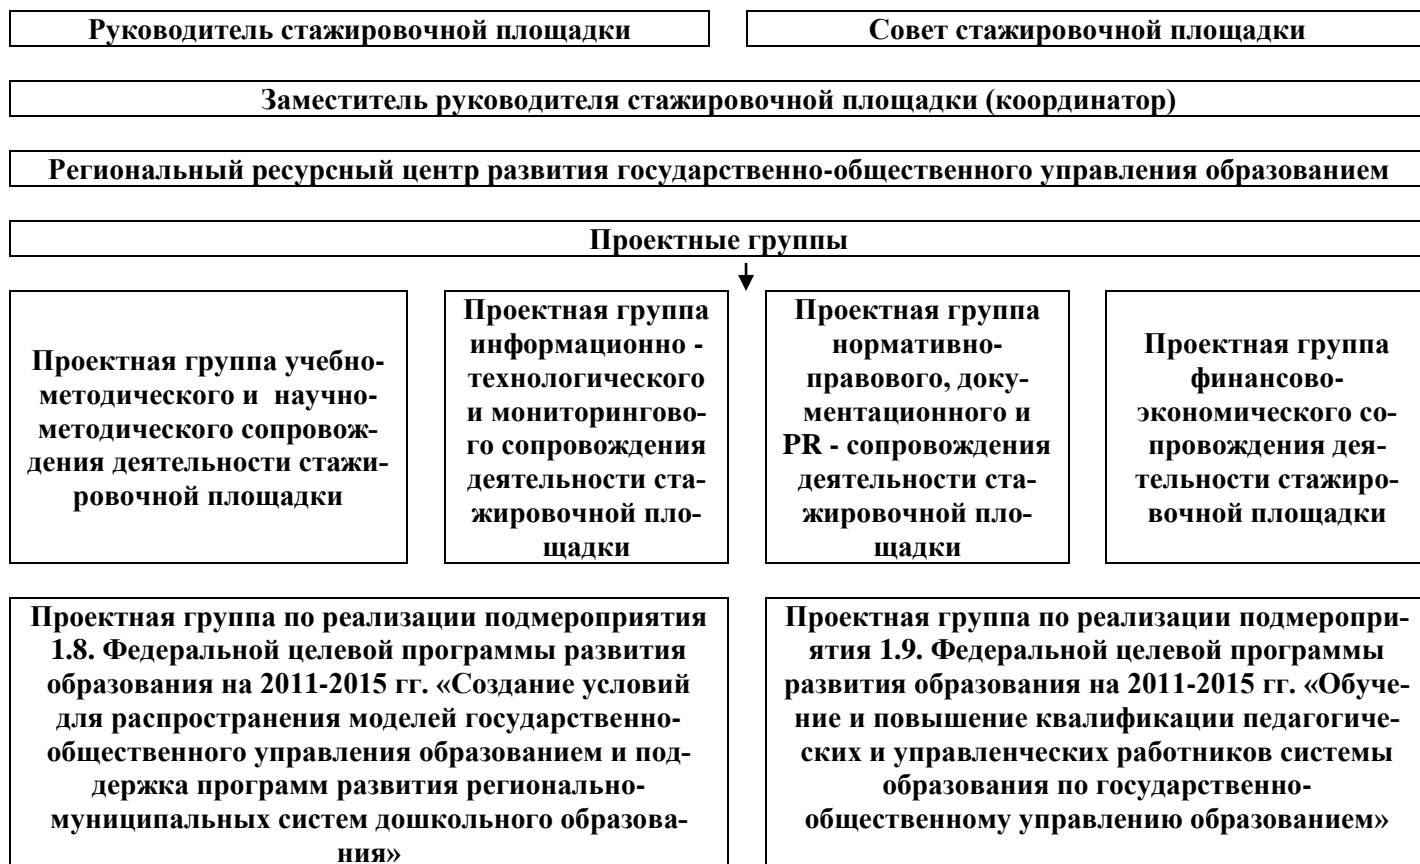 Руководитель стажировочной площадки
Совет стажировочной площадки
Заместитель руководителя стажировочной площадки (координатор)
Региональный ресурсный центр развития государственно-общественного управления образованием
Проектные группы
Проектная группа учебно-
методического и  научно-
методического сопровож-
дения деятельности стажи-
ровочной площадки
Проектная группа
информационно -
технологического
и мониторингово-
го сопровождения
деятельности ста-
жировочной пло-
щадки
Проектная группа
нормативно-
правового, доку-
ментационного и
PR - сопровождения
деятельности ста-
жировочной пло-
щадки
Проектная группа
финансово-
экономического со-
провождения дея-
тельности стажиро-
вочной площадки
Проектная группа по реализации подмероприятия
1.8. Федеральной целевой программы развития
образования на 2011-2015 гг. «Создание условий
для распространения моделей государственно-
общественного управления образованием и под-
держка программ развития регионально-
муниципальных систем дошкольного образова-
ния»
Проектная группа по реализации подмероприя-
тия 1.9. Федеральной целевой программы
развития образования на 2011-2015 гг. «Обуче-
ние и повышение квалификации педагогиче-
ских и управленческих работников системы
образования по государственно-
общественному управлению образованием»